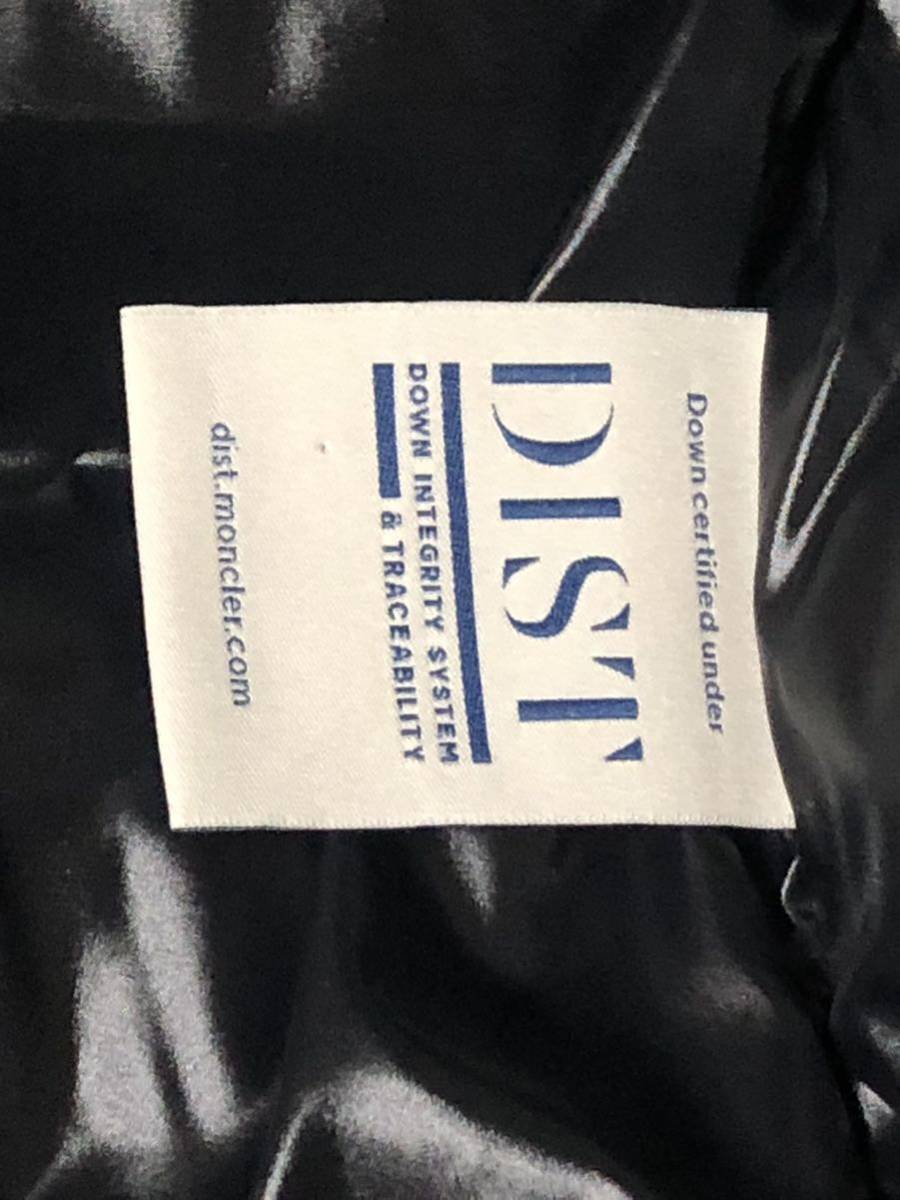 Down certified under
DIST
DOWN INTEGRITY SYSTEM
& TRACEABILITY
dist.moncler.com